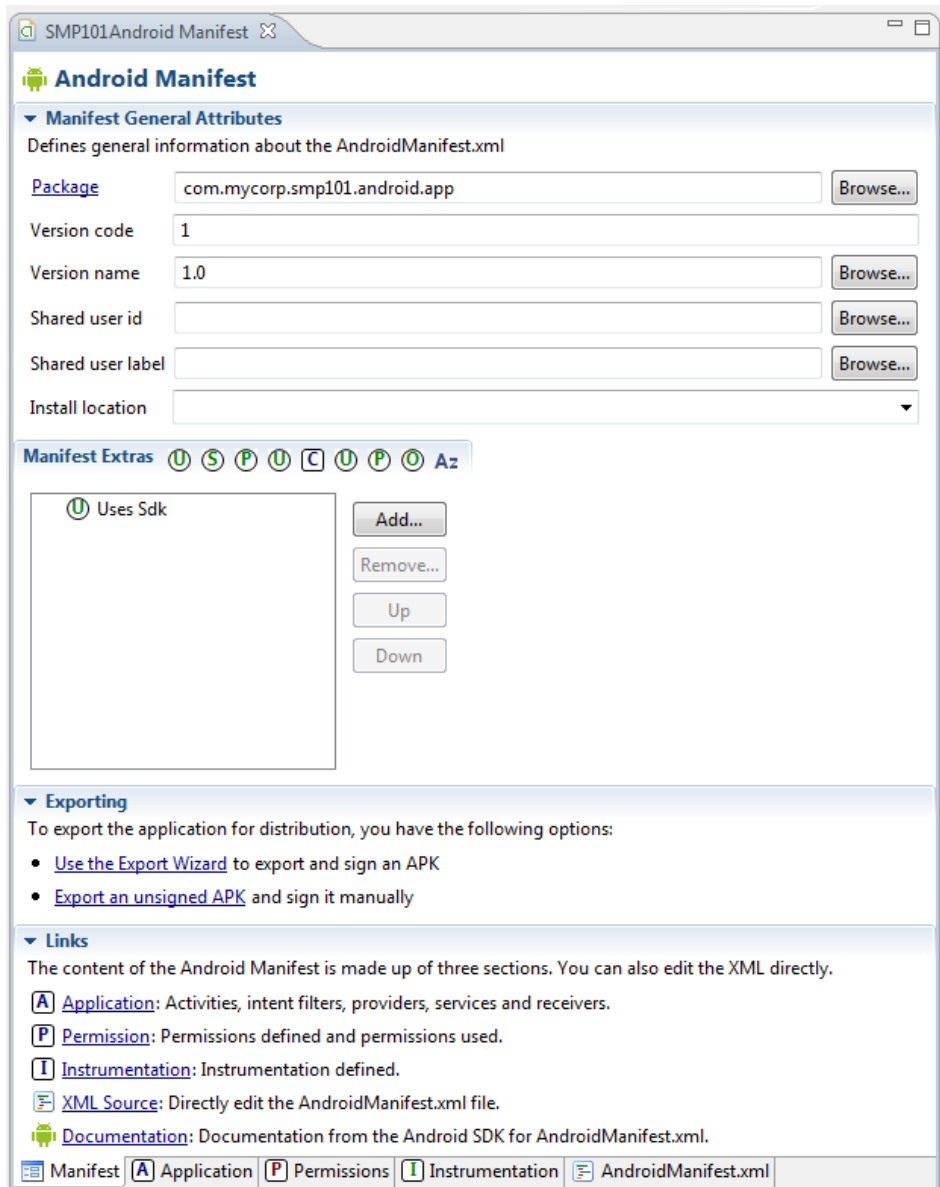 SMP101Android Manifest
Android Manifest
Manifest General Attributes
Defines general information about the AndroidManifest.xml
Package com.mycorp.smp101.android.app Browse...
Version code 1
Version name 1.0 Browse...
Shared user id Browse...
Shared user label Browse...
Install location
Manifest Extras U S P U C U P O Az
U Uses Sdk
Add...
Remove...
Up
Down
Exporting
To export the application for distribution, you have the following options:
• Use the Export Wizard to export and sign an APK
• Export an unsigned APK and sign it manually
Links
The content of the Android Manifest is made up of three sections. You can also edit the XML directly.
A Application: Activities, intent filters, providers, services and receivers.
P Permission: Permissions defined and permissions used.
I Instrumentation: Instrumentation defined.
XML Source: Directly edit the AndroidManifest.xml file.
Documentation: Documentation from the Android SDK for AndroidManifest.xml.
Manifest A Application P Permissions I Instrumentation AndroidManifest.xml